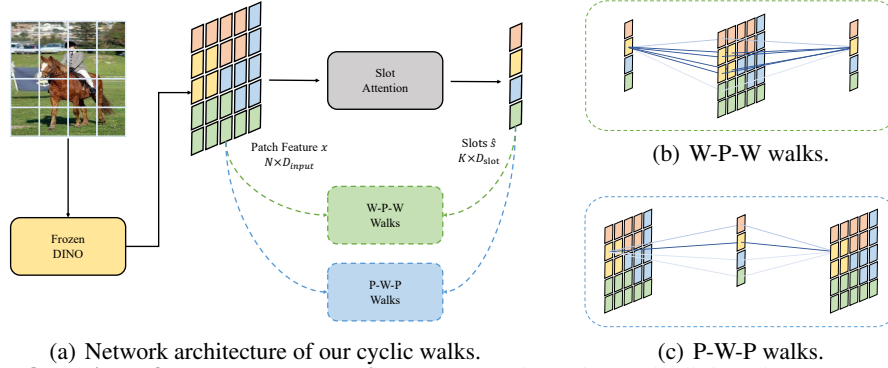 Slot
Attention
Patch Feature x
N×D_input
Slots ŝ
K×D_slot
Frozen
DINO
W-P-W
Walks
P-W-P
Walks
(a) Network architecture of our cyclic walks.
(b) W-P-W walks.
(c) P-W-P walks.